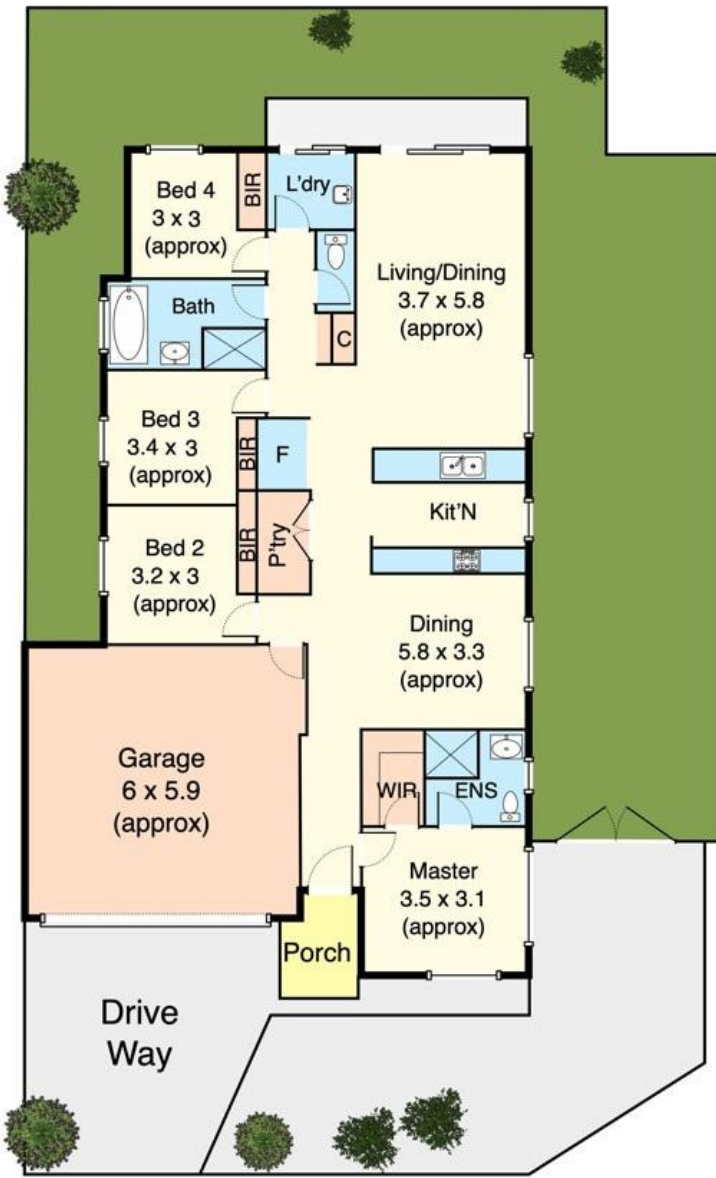 Bed 4
3 x 3
(approx)
BIR
L'dry
Living/Dining
3.7 x 5.8
(approx)
Bath
C
Bed 3
3.4 x 3
(approx)
BIR
F
Kit'N
Bed 2
3.2 x 3
(approx)
BIR
P'try
Dining
5.8 x 3.3
(approx)
Garage
6 x 5.9
(approx)
WIR
ENS
Master
3.5 x 3.1
(approx)
Porch
Drive
Way